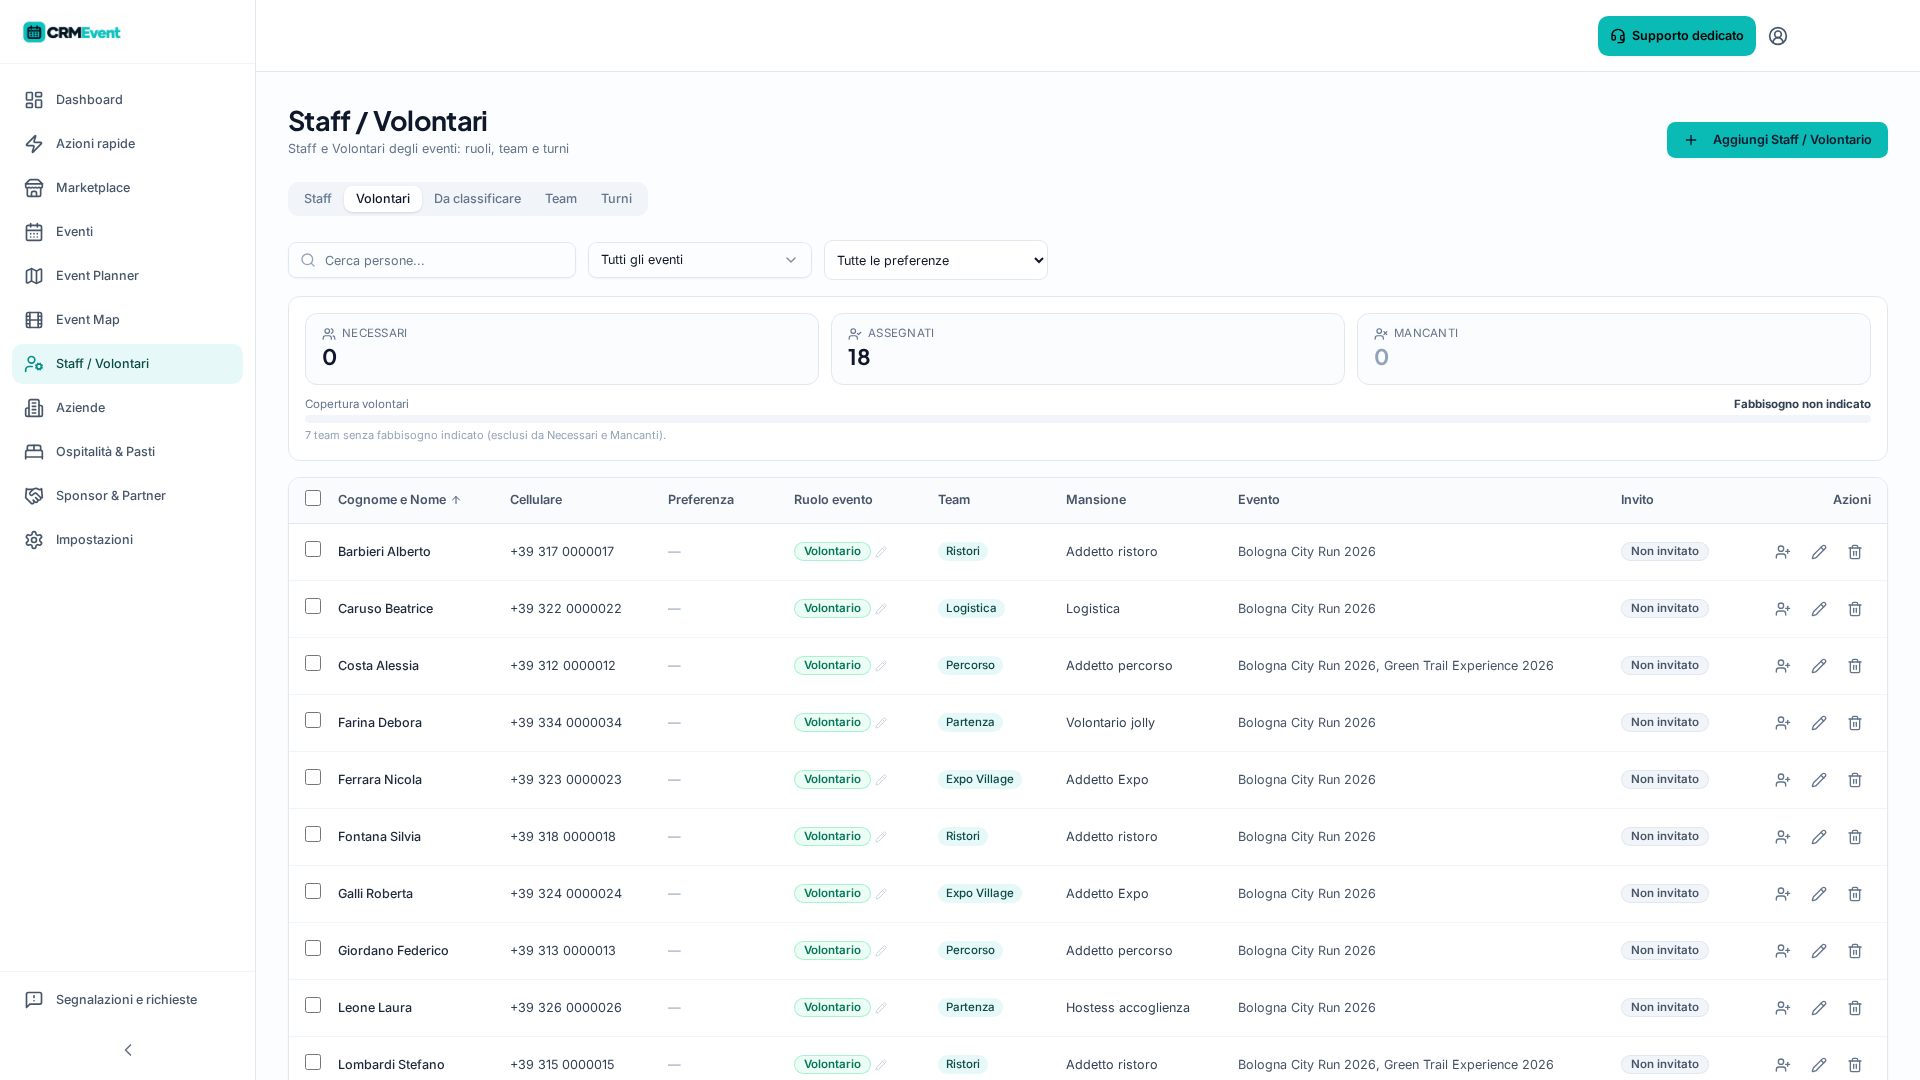 CRMEvent
Supporto dedicato
Dashboard
Azioni rapide
Marketplace
Eventi
Event Planner
Event Map
Staff / Volontari
Aziende
Ospitalità & Pasti
Sponsor & Partner
Impostazioni
Segnalazioni e richieste
Staff / Volontari
Staff e Volontari degli eventi: ruoli, team e turni
Aggiungi Staff / Volontario
Staff Volontari Da classificare Team Turni
Cerca persone... Tutti gli eventi Tutte le preferenze
NECESSARI ASSEGNATI MANCANTI
0 18 0
Copertura volontari Fabbisogno non indicato
7 team senza fabbisogno indicato (esclusi da Necessari e Mancanti).
Cognome e Nome Cellulare Preferenza Ruolo evento Team Mansione Evento Invito Azioni
Barbieri Alberto +39 317 0000017 — Volontario Ristori Addetto ristoro Bologna City Run 2026 Non invitato
Caruso Beatrice +39 322 0000022 — Volontario Logistica Logistica Bologna City Run 2026 Non invitato
Costa Alessia +39 312 0000012 — Volontario Percorso Addetto percorso Bologna City Run 2026, Green Trail Experience 2026 Non invitato
Farina Debora +39 334 0000034 — Volontario Partenza Volontario jolly Bologna City Run 2026 Non invitato
Ferrara Nicola +39 323 0000023 — Volontario Expo Village Addetto Expo Bologna City Run 2026 Non invitato
Fontana Silvia +39 318 0000018 — Volontario Ristori Addetto ristoro Bologna City Run 2026 Non invitato
Galli Roberta +39 324 0000024 — Volontario Expo Village Addetto Expo Bologna City Run 2026 Non invitato
Giordano Federico +39 313 0000013 — Volontario Percorso Addetto percorso Bologna City Run 2026 Non invitato
Leone Laura +39 326 0000026 — Volontario Partenza Hostess accoglienza Bologna City Run 2026 Non invitato
Lombardi Stefano +39 315 0000015 — Volontario Ristori Addetto ristoro Bologna City Run 2026, Green Trail Experience 2026 Non invitato